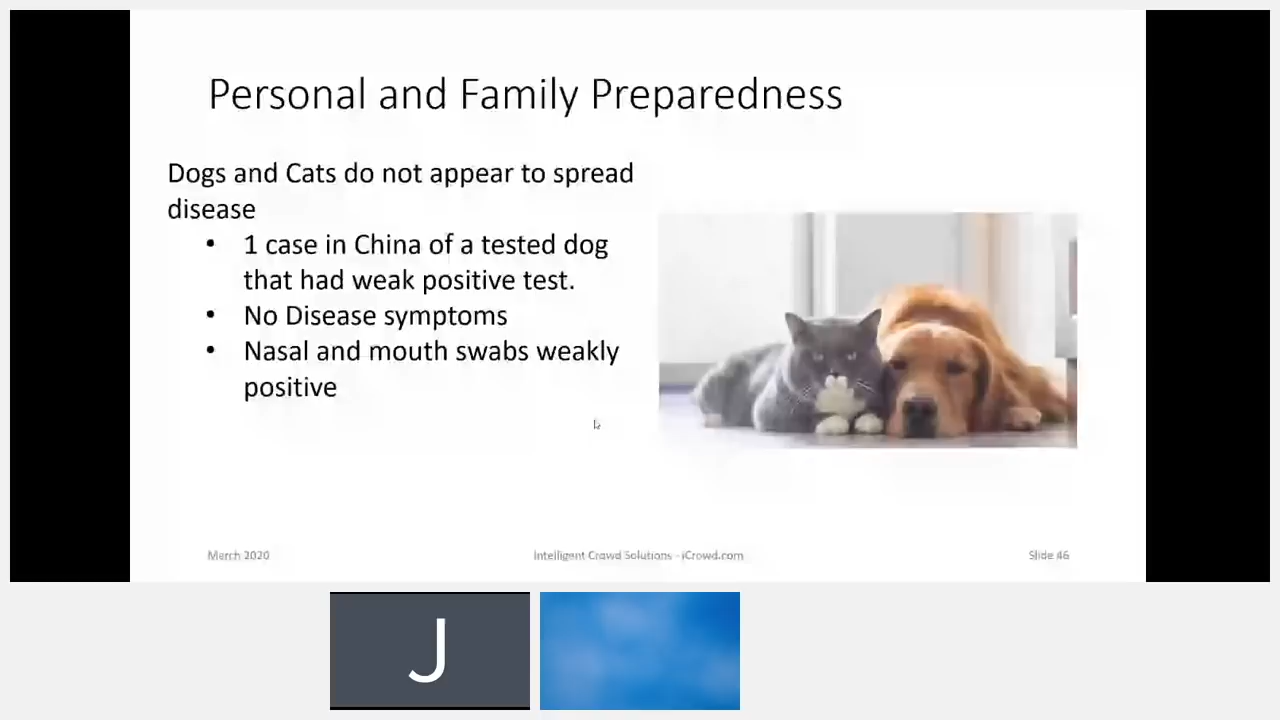 Personal and Family Preparedness
Dogs and Cats do not appear to spread
disease
• 1 case in China of a tested dog
that had weak positive test.
• No Disease symptoms
• Nasal and mouth swabs weakly
positive
March 2020
Intelligent Crowd Solutions - iCrowd.com
Slide 46
J